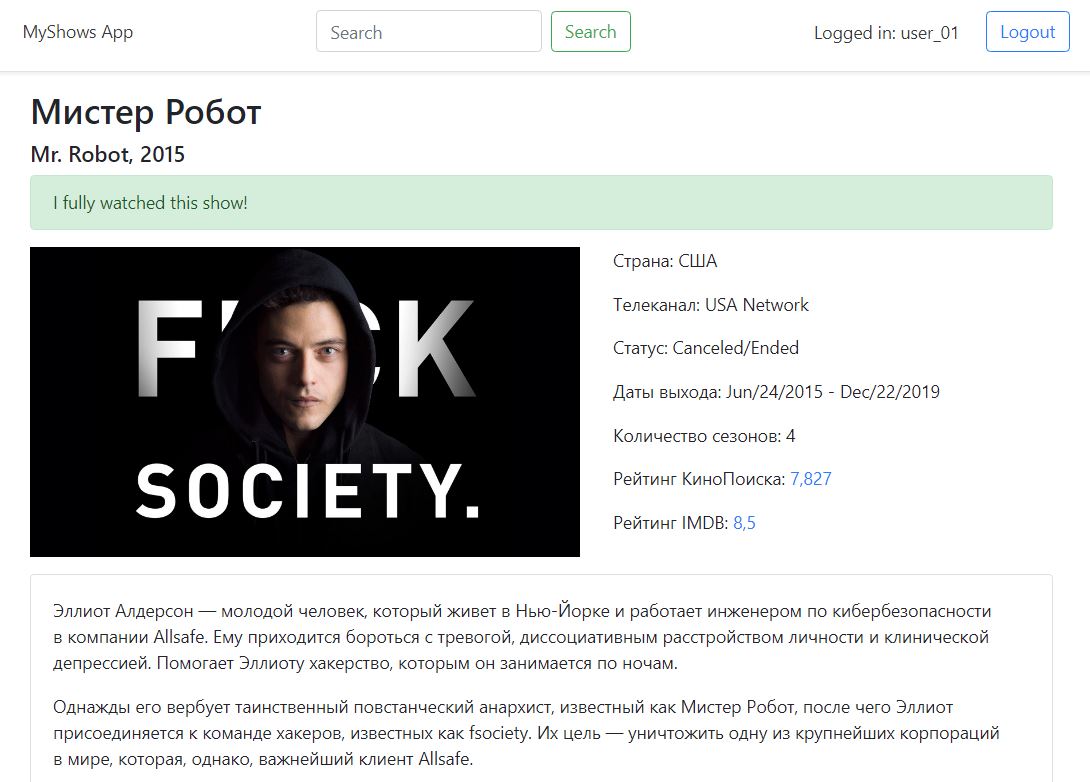 MyShows App
Search
Search
Logged in: user_01
Logout
Мистер Робот
Mr. Robot, 2015
I fully watched this show!
F CK
SOCIETY.
Страна: США
Телеканал: USA Network
Статус: Canceled/Ended
Даты выхода: Jun/24/2015 - Dec/22/2019
Количество сезонов: 4
Рейтинг КиноПоиска: 7,827
Рейтинг IMDB: 8,5
Эллиот Алдерсон — молодой человек, который живет в Нью-Йорке и работает инженером по кибербезопасности
в компании Allsafe. Ему приходится бороться с тревогой, диссоциативным расстройством личности и клинической
депрессией. Помогает Эллиоту хакерство, которым он занимается по ночам.
Однажды его вербует таинственный повстанческий анархист, известный как Мистер Робот, после чего Эллиот
присоединяется к команде хакеров, известных как fsociety. Их цель — уничтожить одну из крупнейших корпораций
в мире, которая, однако, важнейший клиент Allsafe.